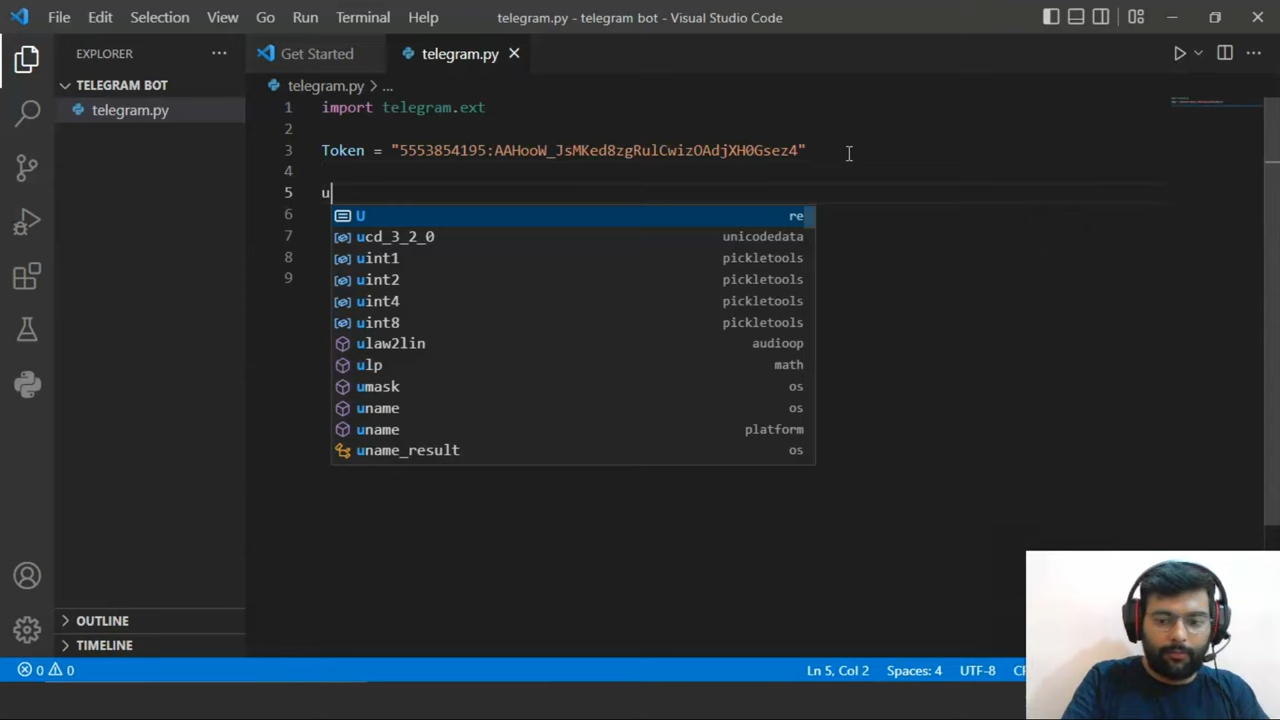 File Edit Selection View Go Run Terminal Help telegram.py - telegram bot - Visual Studio Code
EXPLORER
Get Started telegram.py
TELEGRAM BOT
telegram.py
telegram.py > ...
1 import telegram.ext
2
3 Token = "5553854195:AAHooW_JsMKed8zgRulCwizOAdjXH0Gsez4"
4
5 u
6 U re
ucd_3_2_0 unicodedata
7 uint1 pickletools
8 uint2 pickletools
9 uint4 pickletools
uint8 pickletools
ulaw2lin audioop
ulp math
umask os
uname os
uname platform
uname_result os
OUTLINE
TIMELINE
0 0 Ln 5, Col 2 Spaces: 4 UTF-8